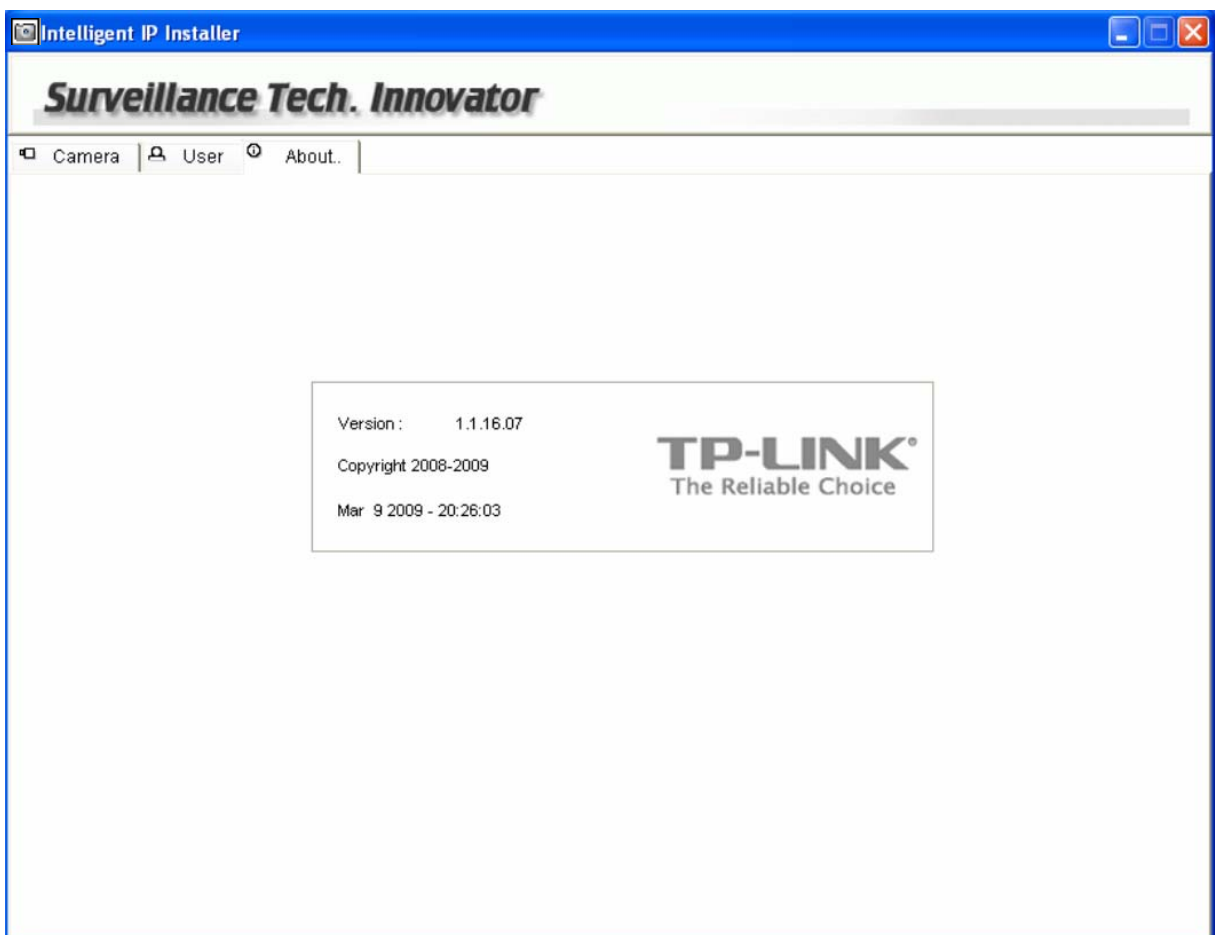 Intelligent IP Installer
Surveillance Tech. Innovator
Camera User About..
Version : 1.1.16.07
Copyright 2008-2009
Mar 9 2009 - 20:26:03
TP-LINK®
The Reliable Choice